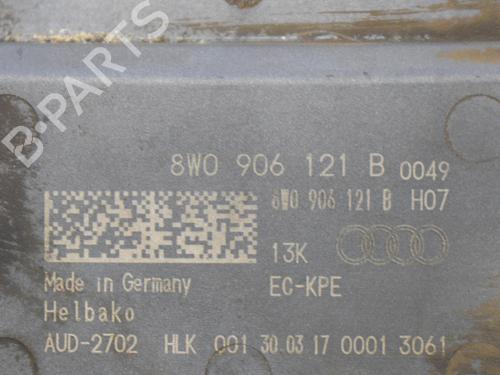 8W0 906 121 B 0049
8W0 906 121 B H07
13K
Made in Germany
EC-KPE
Helbako
AUD-2702 HLK 001 30.03 17 0001 3061
B-PARTS